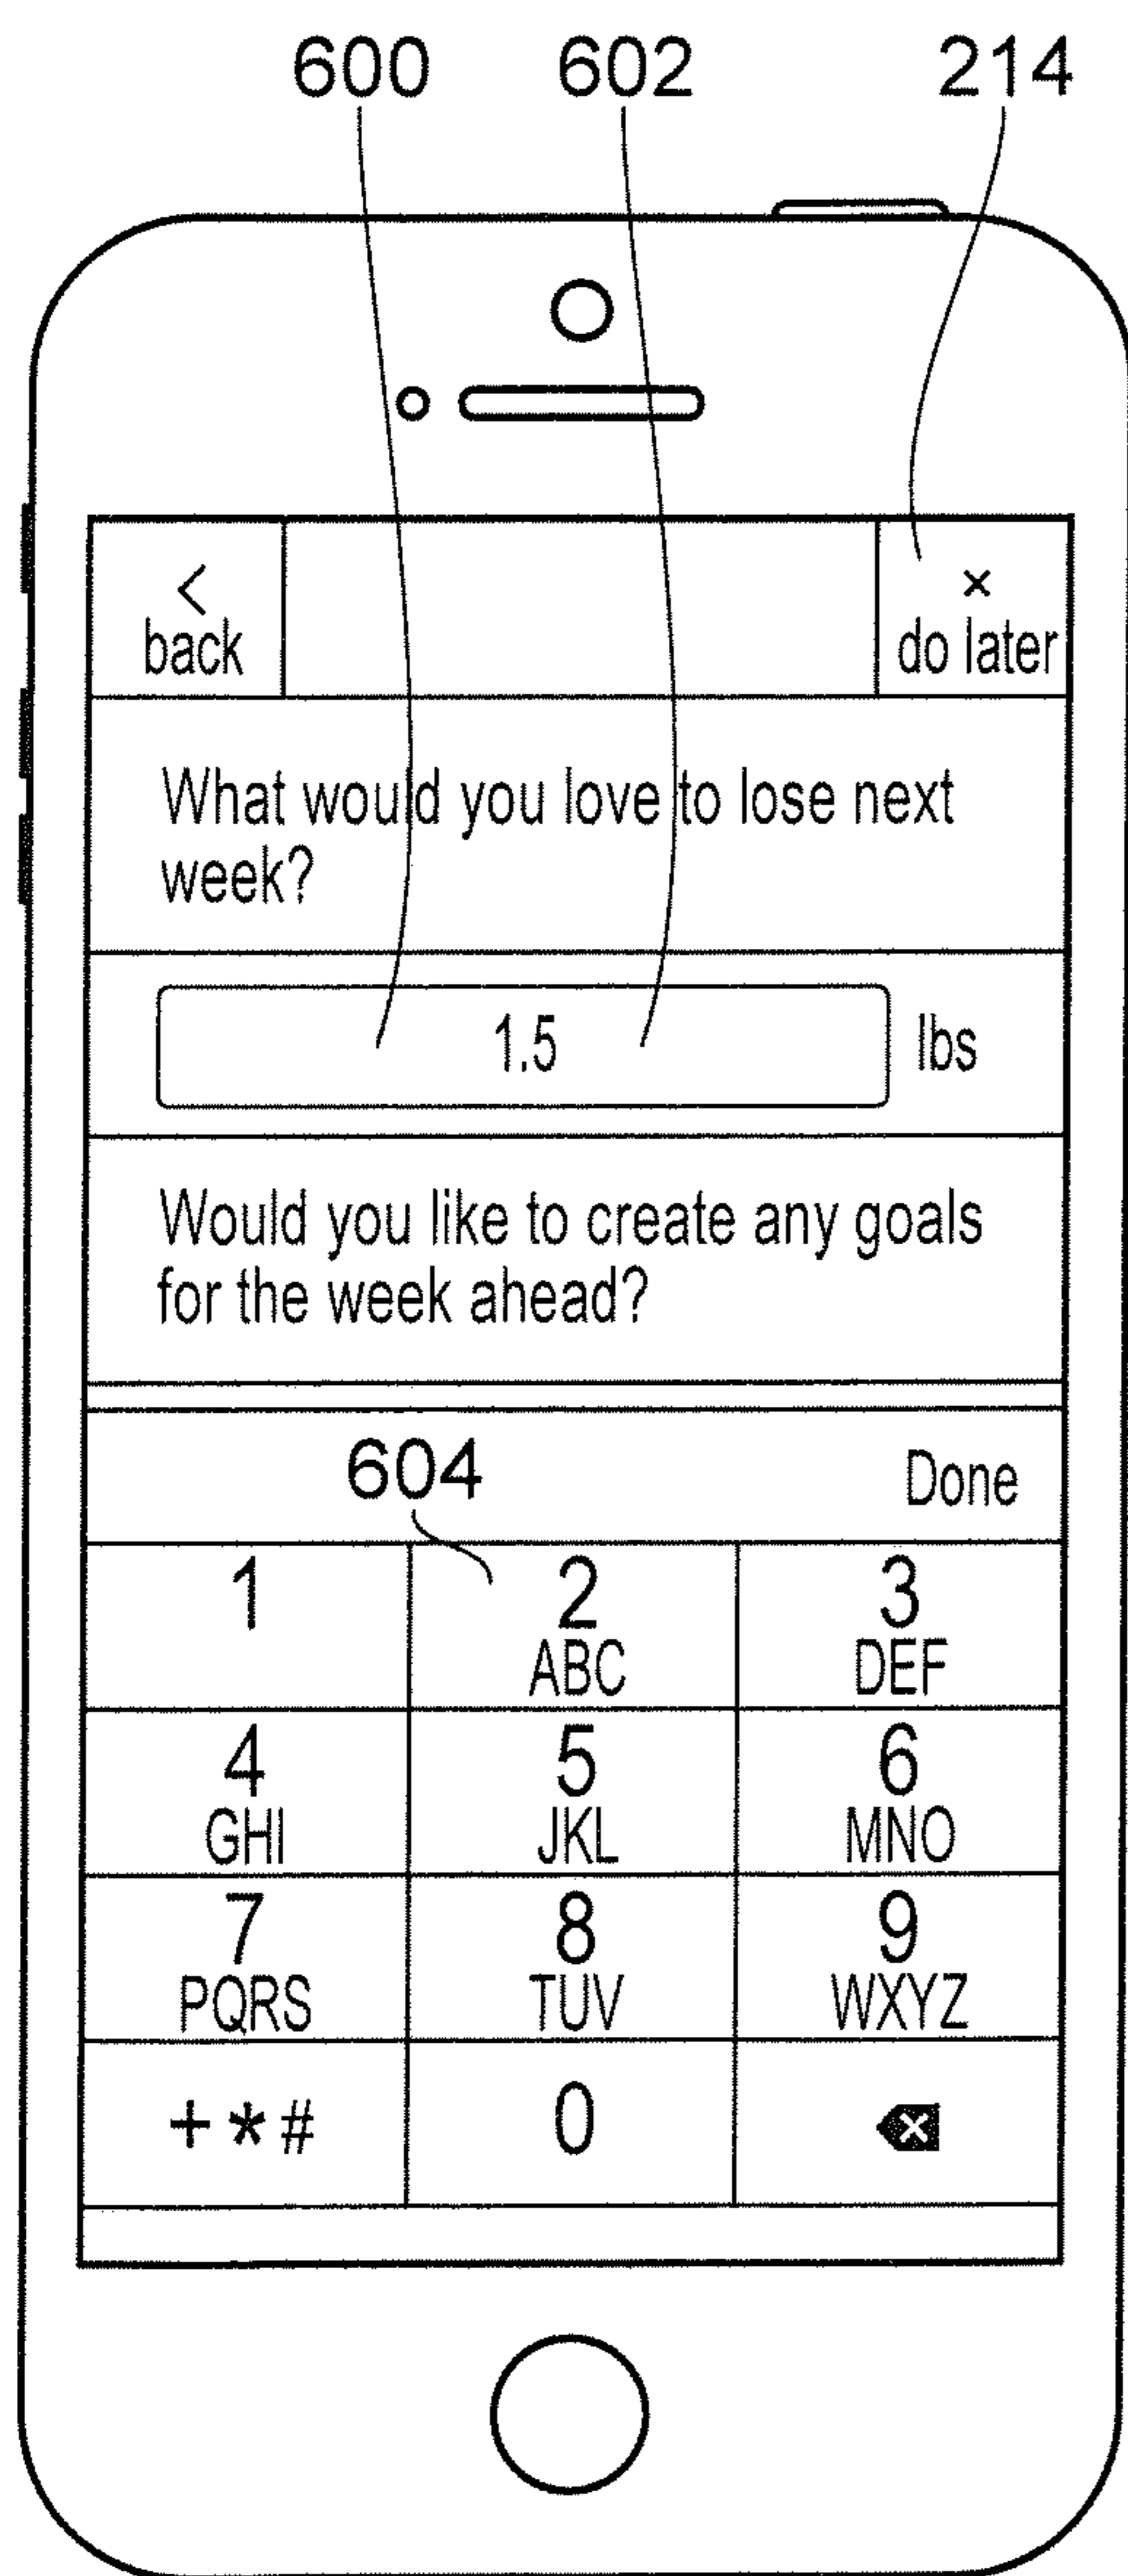 600 602 214
<
back
×
do later
What would you love to lose next
week?
1.5 lbs
Would you like to create any goals
for the week ahead?
604 Done
1 2 3
ABC DEF
4 5 6
GHI JKL MNO
7 8 9
PQRS TUV WXYZ
+ * # 0